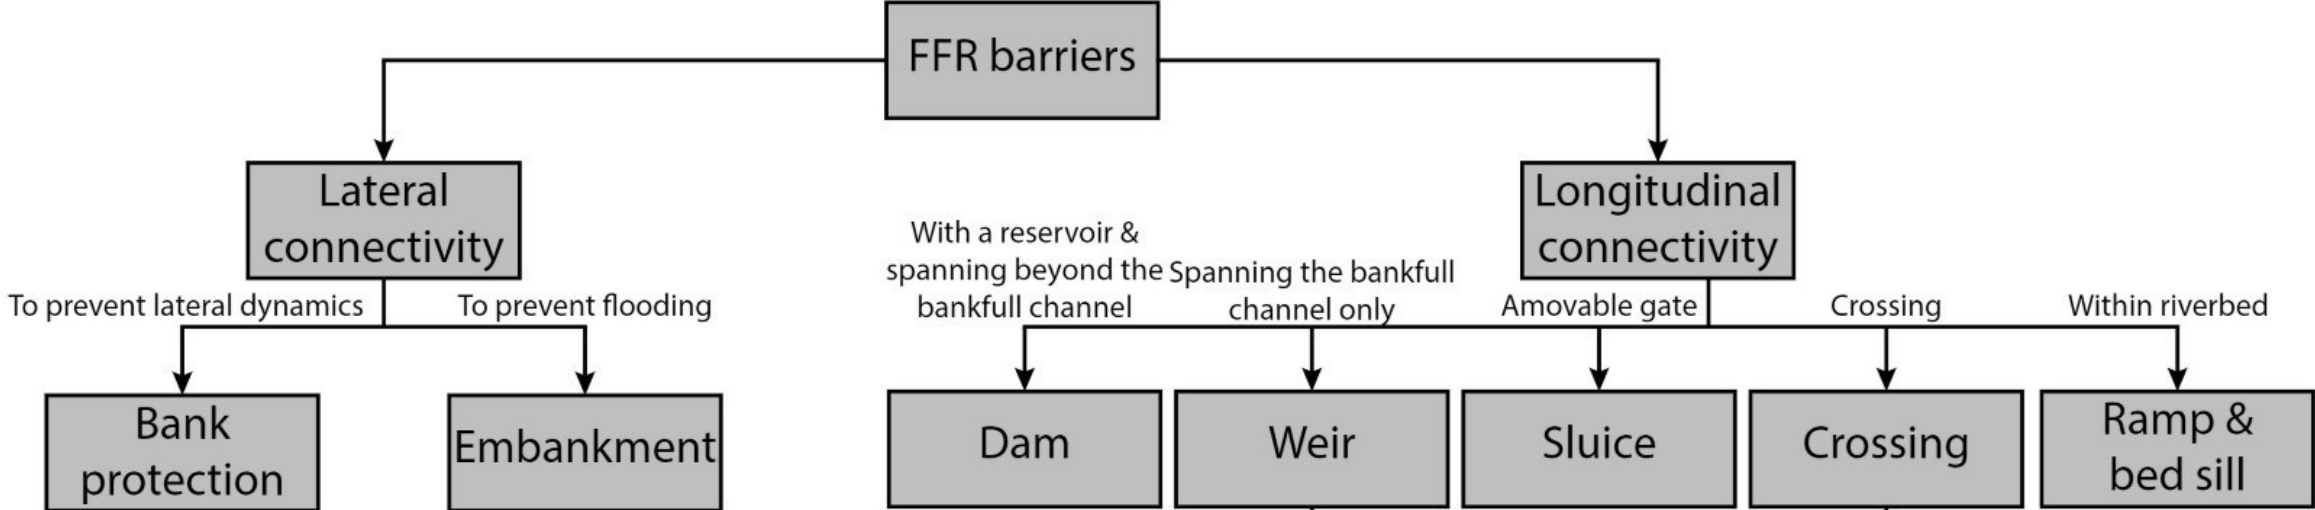 FFR barriers
Lateral
connectivity
Longitudinal
connectivity
To prevent lateral dynamics
To prevent flooding
With a reservoir &
spanning beyond the
bankfull channel
Spanning the bankfull
channel only
Amovable gate
Crossing
Within riverbed
Bank
protection
Embankment
Dam
Weir
Sluice
Crossing
Ramp &
bed sill